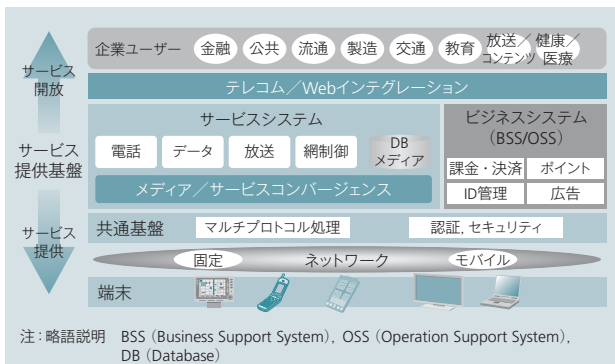 サービス
開放
サービス
提供基盤
サービス
提供
企業ユーザー
金融
公共
流通
製造
交通
教育
放送／
コンテンツ
健康／
医療
テレコム／Webインテグレーション
サービスシステム
電話
データ
放送
網制御
DB
メディア
メディア／サービスコンバージェンス
ビジネスシステム
（BSS/OSS）
課金・決済
ポイント
ID管理
広告
共通基盤
マルチプロトコル処理
認証，セキュリティ
固定
ネットワーク
モバイル
端末
注：略語説明　BSS（Business Support System），OSS（Operation Support System），
DB（Database）